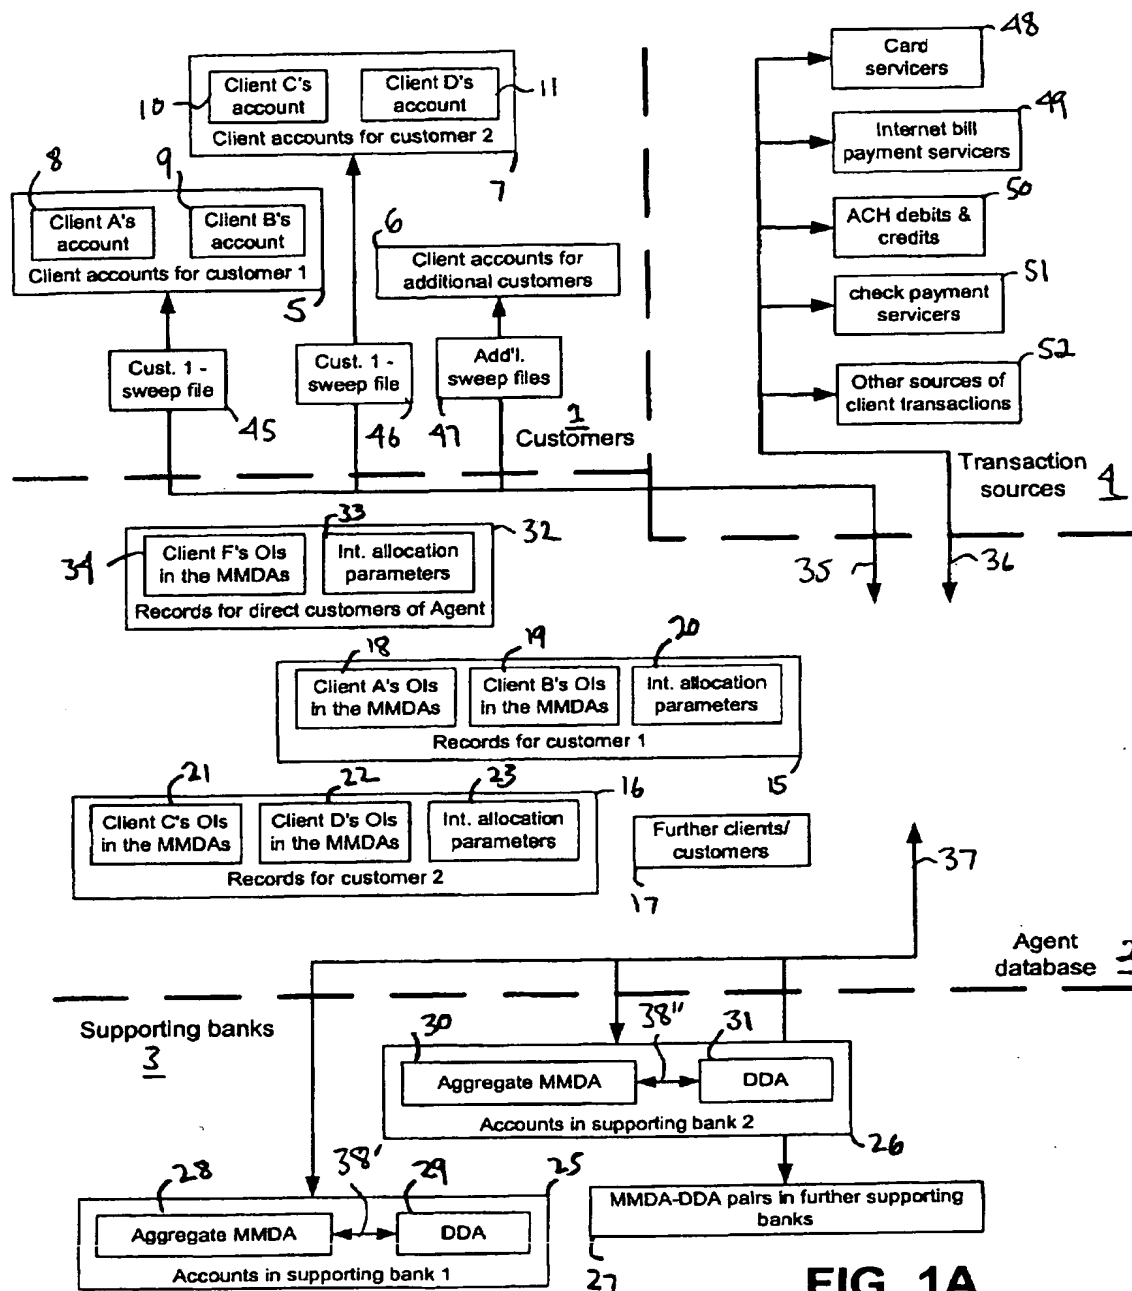 48
Card
servicers
Client C's
account
Client D's
account
10
11
Client accounts for customer 2
49
Internet bill
payment servicers
7
8
9
Client A's
account
Client B's
account
Client accounts for customer 1
5
6
Client accounts for
additional customers
50
ACH debits &
credits
51
check payment
servicers
Cust. 1 -
sweep file
Cust. 1 -
sweep file
Add'l.
sweep files
52
Other sources of
client transactions
45
46
47
1
Customers
Transaction
sources
4
33
32
34
Client F's OIs
in the MMDAs
Int. allocation
parameters
Records for direct customers of Agent
35
36
18
19
20
Client A's OIs
in the MMDAs
Client B's OIs
in the MMDAs
Int. allocation
parameters
Records for customer 1
15
21
22
23
16
Client C's OIs
in the MMDAs
Client D's OIs
in the MMDAs
Int. allocation
parameters
Records for customer 2
Further clients/
customers
17
37
Agent
database
2
Supporting banks
3
30
38"
31
Aggregate MMDA
DDA
Accounts in supporting bank 2
26
28
38'
29
25
Aggregate MMDA
DDA
Accounts in supporting bank 1
MMDA-DDA pairs in further supporting
banks
27
FIG. 1A